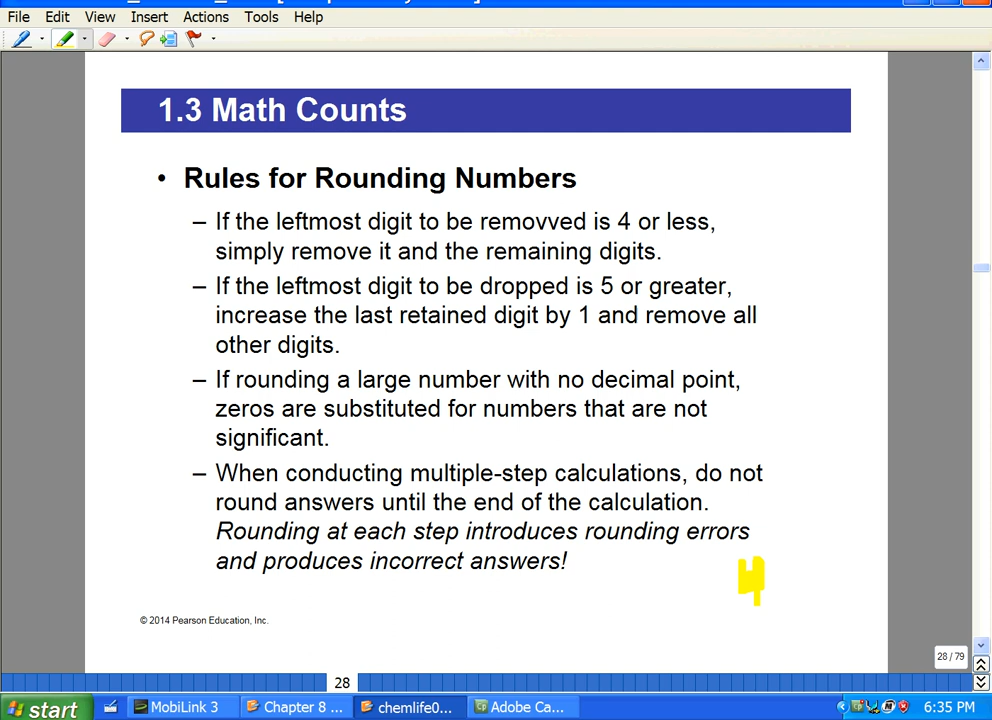 File Edit View Insert Actions Tools Help
1.3 Math Counts
• Rules for Rounding Numbers
– If the leftmost digit to be removved is 4 or less,
simply remove it and the remaining digits.
– If the leftmost digit to be dropped is 5 or greater,
increase the last retained digit by 1 and remove all
other digits.
– If rounding a large number with no decimal point,
zeros are substituted for numbers that are not
significant.
– When conducting multiple-step calculations, do not
round answers until the end of the calculation.
Rounding at each step introduces rounding errors
and produces incorrect answers!
4
© 2014 Pearson Education, Inc.
28 / 79
28
start MobiLink 3 Chapter 8 ... chemlife0... Adobe Ca... 6:35 PM